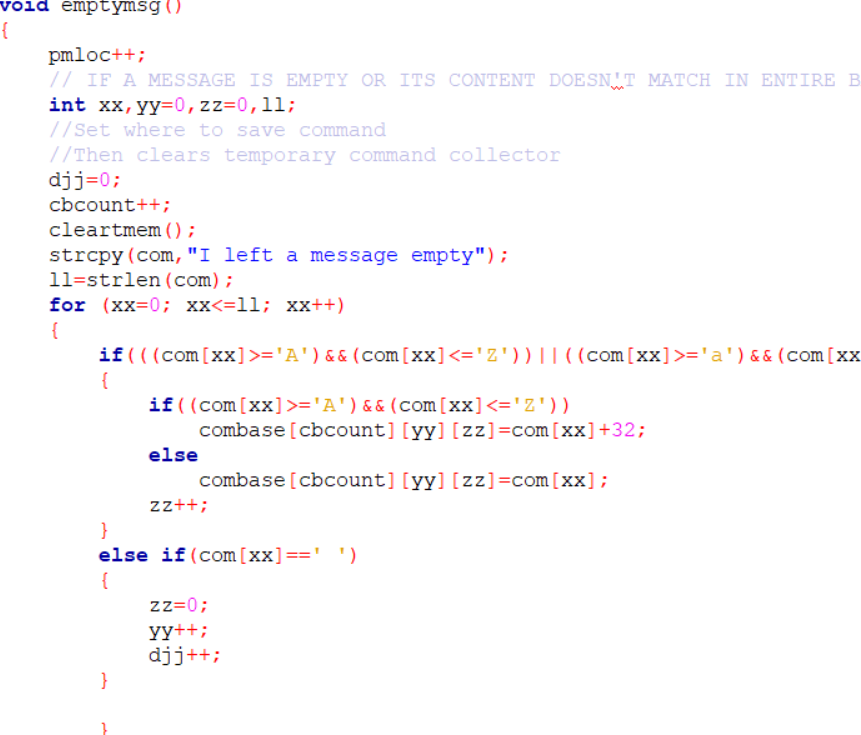 void emptymsg()
{
pmloc++;
// IF A MESSAGE IS EMPTY OR ITS CONTENT DOESN'T MATCH IN ENTIRE B
int xx,yy=0,zz=0,ll;
//Set where to save command
//Then clears temporary command collector
djj=0;
cbcount++;
cleartmem();
strcpy(com,"I left a message empty");
ll=strlen(com);
for (xx=0; xx<=ll; xx++)
{
if(((com[xx]>='A')&&(com[xx]<='Z'))||((com[xx]>='a')&&(com[xx
{
if((com[xx]>='A')&&(com[xx]<='Z'))
combase[cbcount][yy][zz]=com[xx]+32;
else
combase[cbcount][yy][zz]=com[xx];
zz++;
}
else if(com[xx]==' ')
{
zz=0;
yy++;
djj++;
}
}